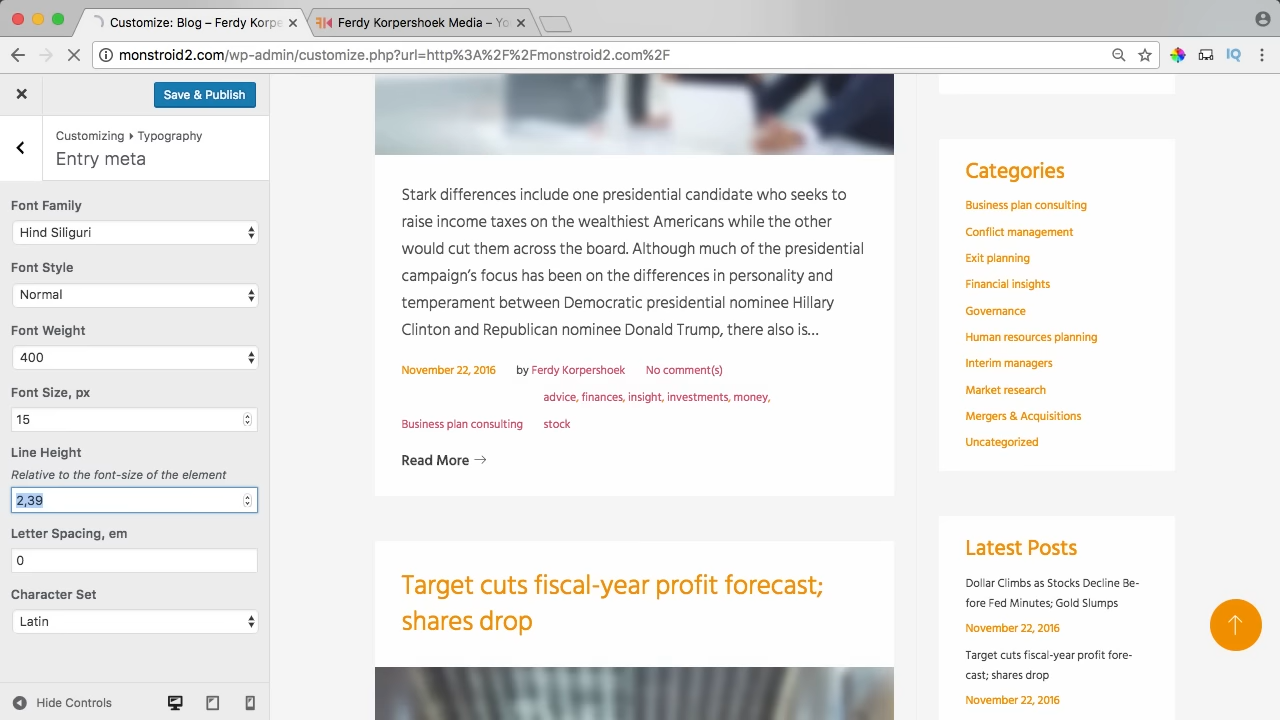 Customize: Blog – Ferdy Korpe
Ferdy Korpershoek Media – Yo
monstroid2.com/wp-admin/customize.php?url=http%3A%2F%2Fmonstroid2.com%2F
IQ
Save & Publish
Customizing ▸ Typography
Entry meta
Font Family
Hind Siliguri
Font Style
Normal
Font Weight
400
Font Size, px
15
Line Height
Relative to the font-size of the element
2,39
Letter Spacing, em
0
Character Set
Latin
Hide Controls
Stark differences include one presidential candidate who seeks to
raise income taxes on the wealthiest Americans while the other
would cut them across the board. Although much of the presidential
campaign’s focus has been on the differences in personality and
temperament between Democratic presidential nominee Hillary
Clinton and Republican nominee Donald Trump, there also is...
November 22, 2016 by Ferdy Korpershoek No comment(s)
advice, finances, insight, investments, money,
Business plan consulting stock
Read More →
Target cuts fiscal-year profit forecast;
shares drop
Categories
Business plan consulting
Conflict management
Exit planning
Financial insights
Governance
Human resources planning
Interim managers
Market research
Mergers & Acquisitions
Uncategorized
Latest Posts
Dollar Climbs as Stocks Decline Be-
fore Fed Minutes; Gold Slumps
November 22, 2016
Target cuts fiscal-year profit fore-
cast; shares drop
November 22, 2016